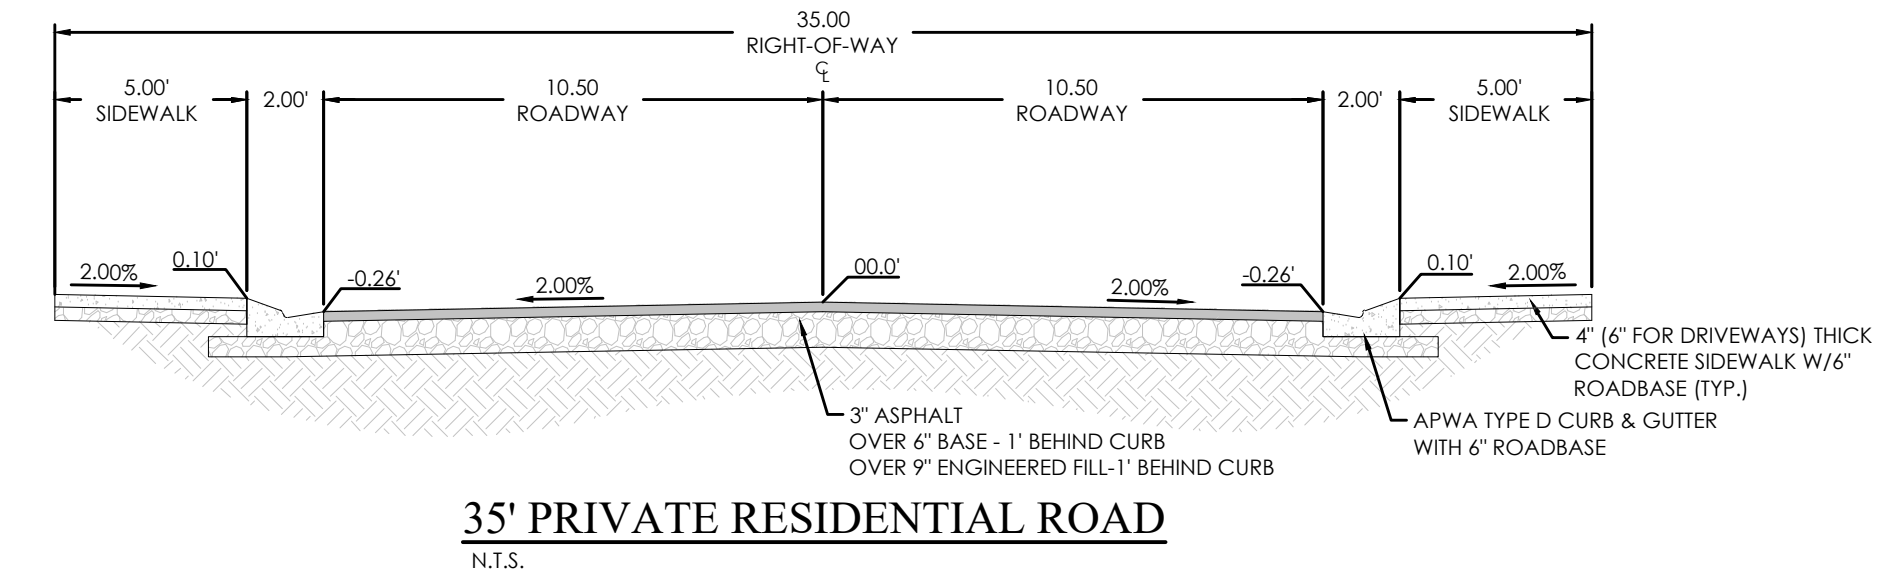 35.00
RIGHT-OF-WAY
℄
5.00'
SIDEWALK
2.00'
10.50
ROADWAY
10.50
ROADWAY
2.00'
5.00'
SIDEWALK
2.00%
0.10'
-0.26'
2.00%
00.0'
2.00%
-0.26'
0.10'
2.00%
4" (6" FOR DRIVEWAYS) THICK
CONCRETE SIDEWALK W/6"
ROADBASE (TYP.)
3" ASPHALT
OVER 6" BASE - 1' BEHIND CURB
OVER 9" ENGINEERED FILL-1' BEHIND CURB
APWA TYPE D CURB & GUTTER
WITH 6" ROADBASE
35' PRIVATE RESIDENTIAL ROAD
N.T.S.